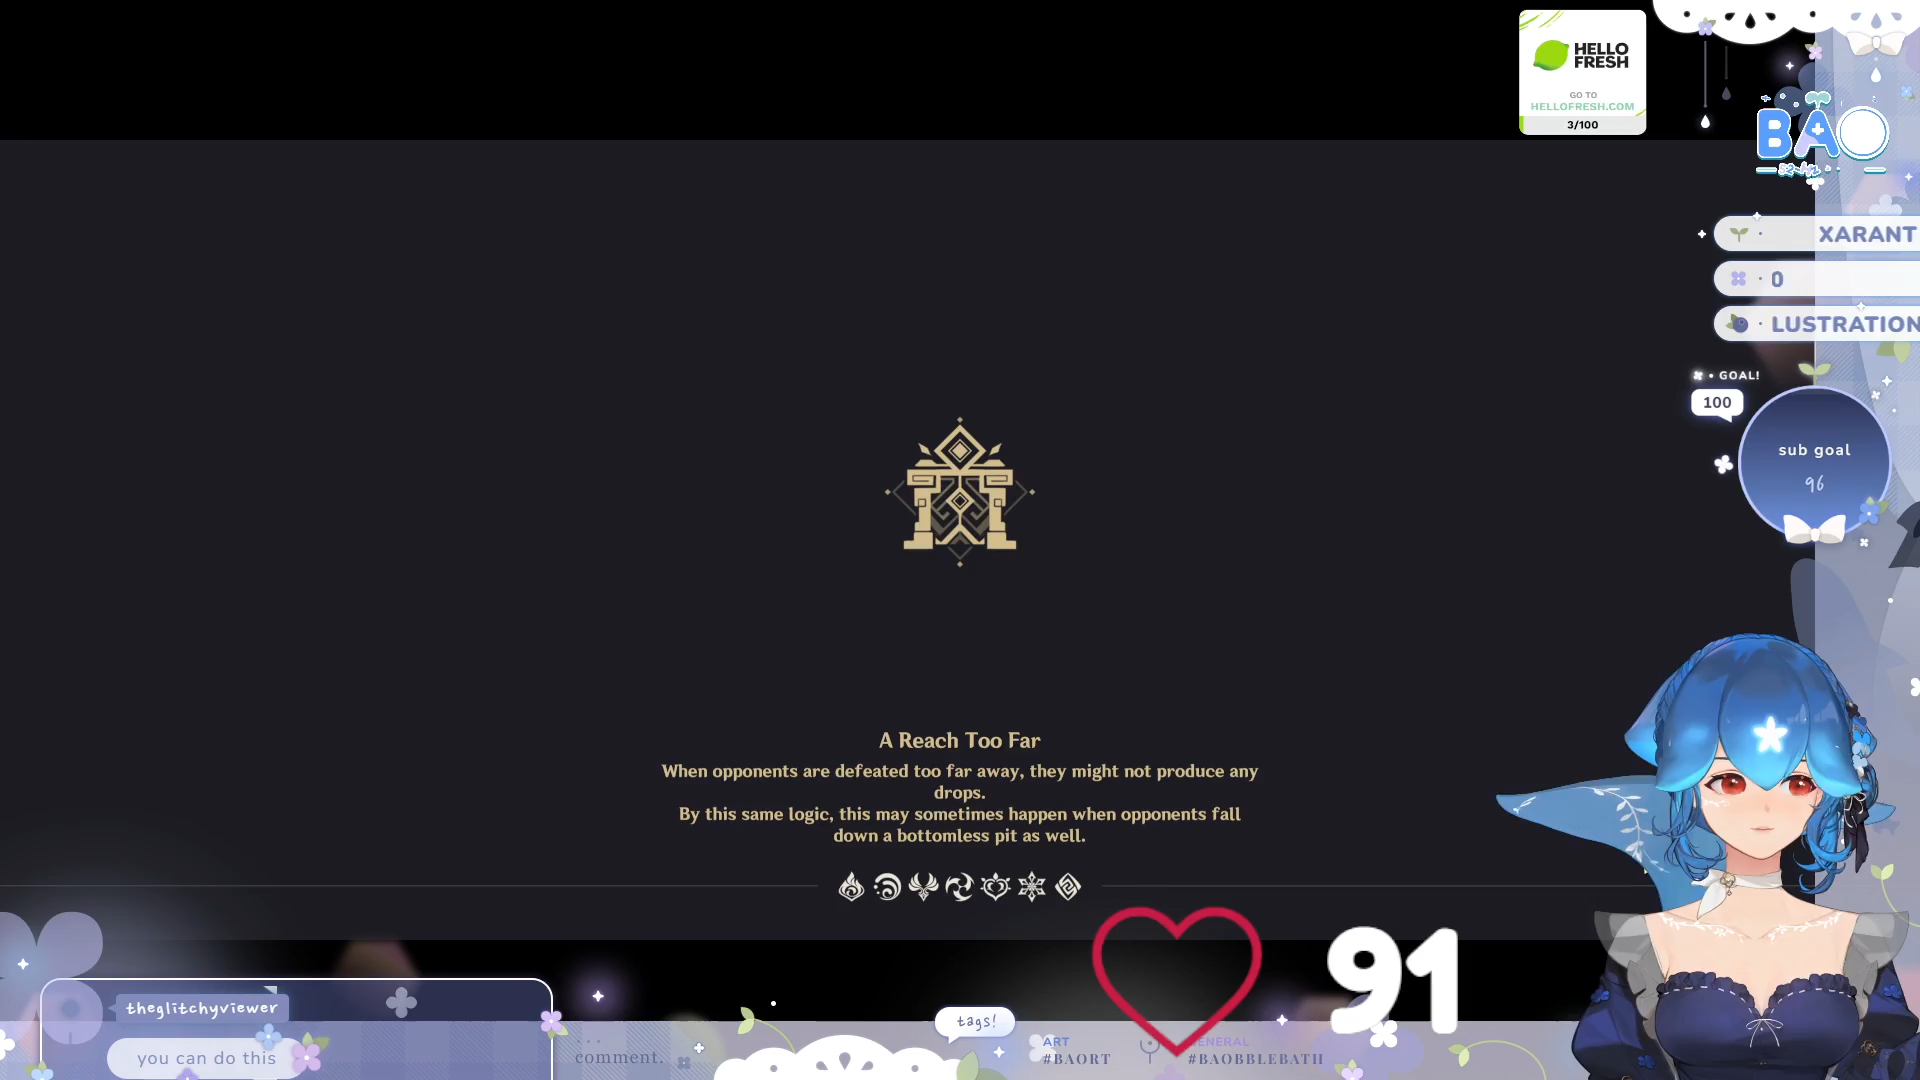 HELLO
FRESH
GO TO
HELLOFRESH.COM
3/100
BAO
XARANT
0
LUSTRATION
• GOAL!
100
sub goal
96
A Reach Too Far
When opponents are defeated too far away, they might not produce any
drops.
By this same logic, this may sometimes happen when opponents fall
down a bottomless pit as well.
91
theglitchyviewer
you can do this
comment.
tags!
ART
#BAORT
#BAOBBLEBATH